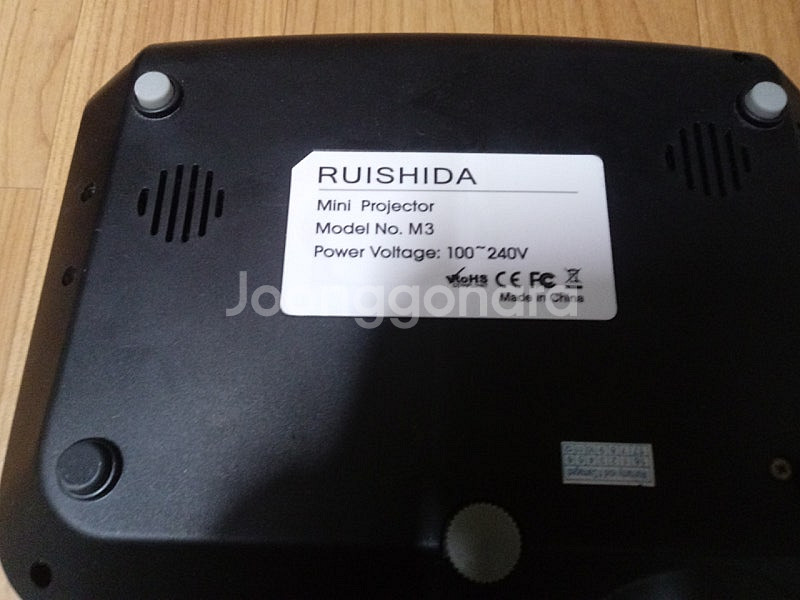 RUISHIDA
Mini Projector
Model No. M3
Power Voltage: 100~240V
RoHS CE FC
Made in China
Joonggonara